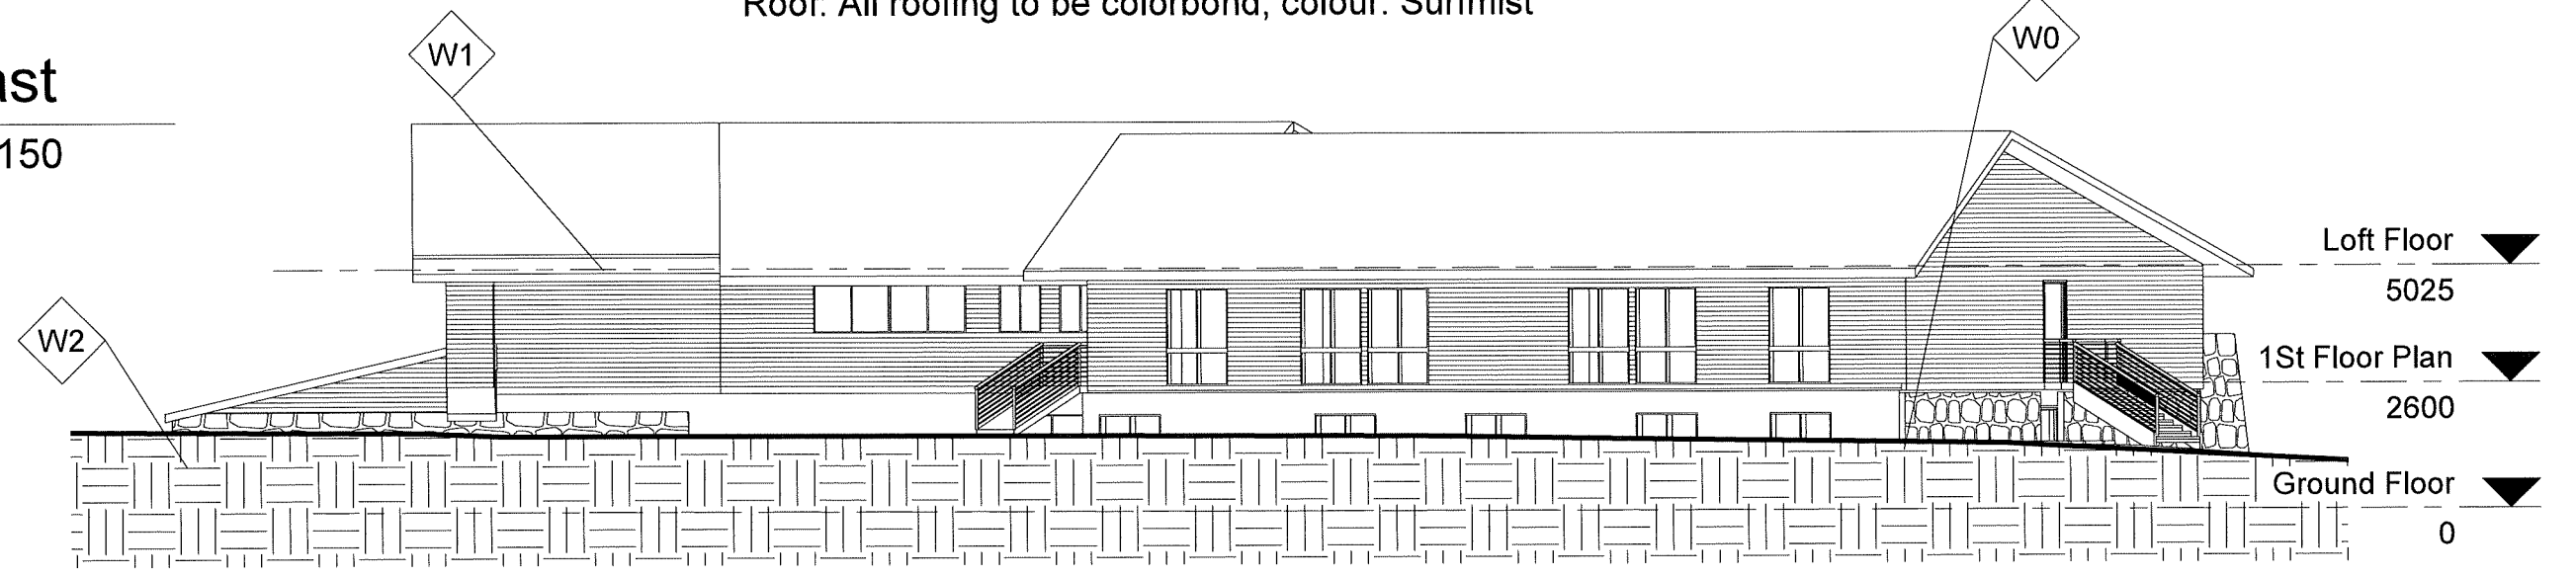 Roof: All roofing to be colorbond, colour: Surfmist
W1
W0
ast
150
W2
Loft Floor
5025
1St Floor Plan
2600
Ground Floor
0